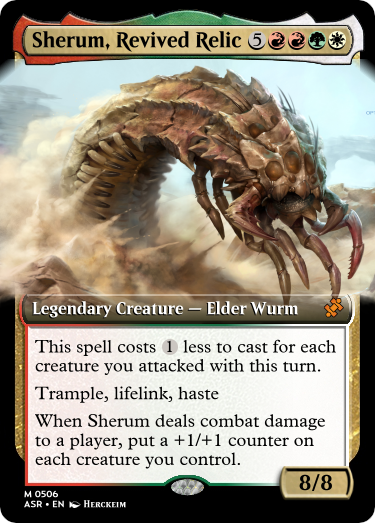 Sherum, Revived Relic 5
Legendary Creature — Elder Wurm
This spell costs 1 less to cast for each
creature you attacked with this turn.
Trample, lifelink, haste
When Sherum deals combat damage
to a player, put a +1/+1 counter on
each creature you control.
8/8
M 0506
ASR • EN Herckeim